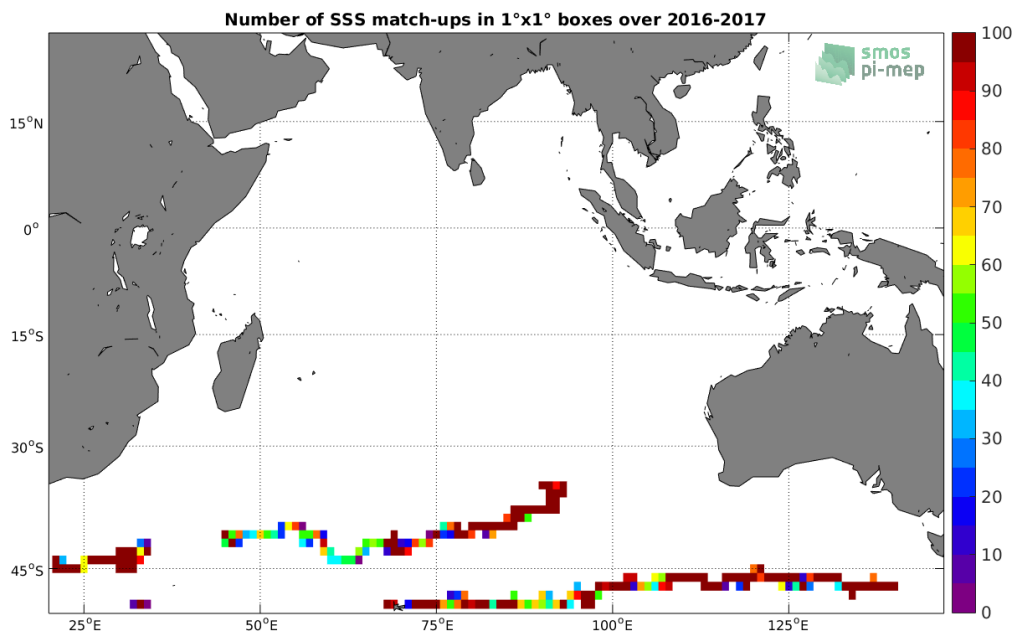 Number of SSS match-ups in 1°x1° boxes over 2016-2017
smos
pi-mep
100
90
80
70
60
50
40
30
20
10
0
15°N
0°
15°S
30°S
45°S
25°E
50°E
75°E
100°E
125°E